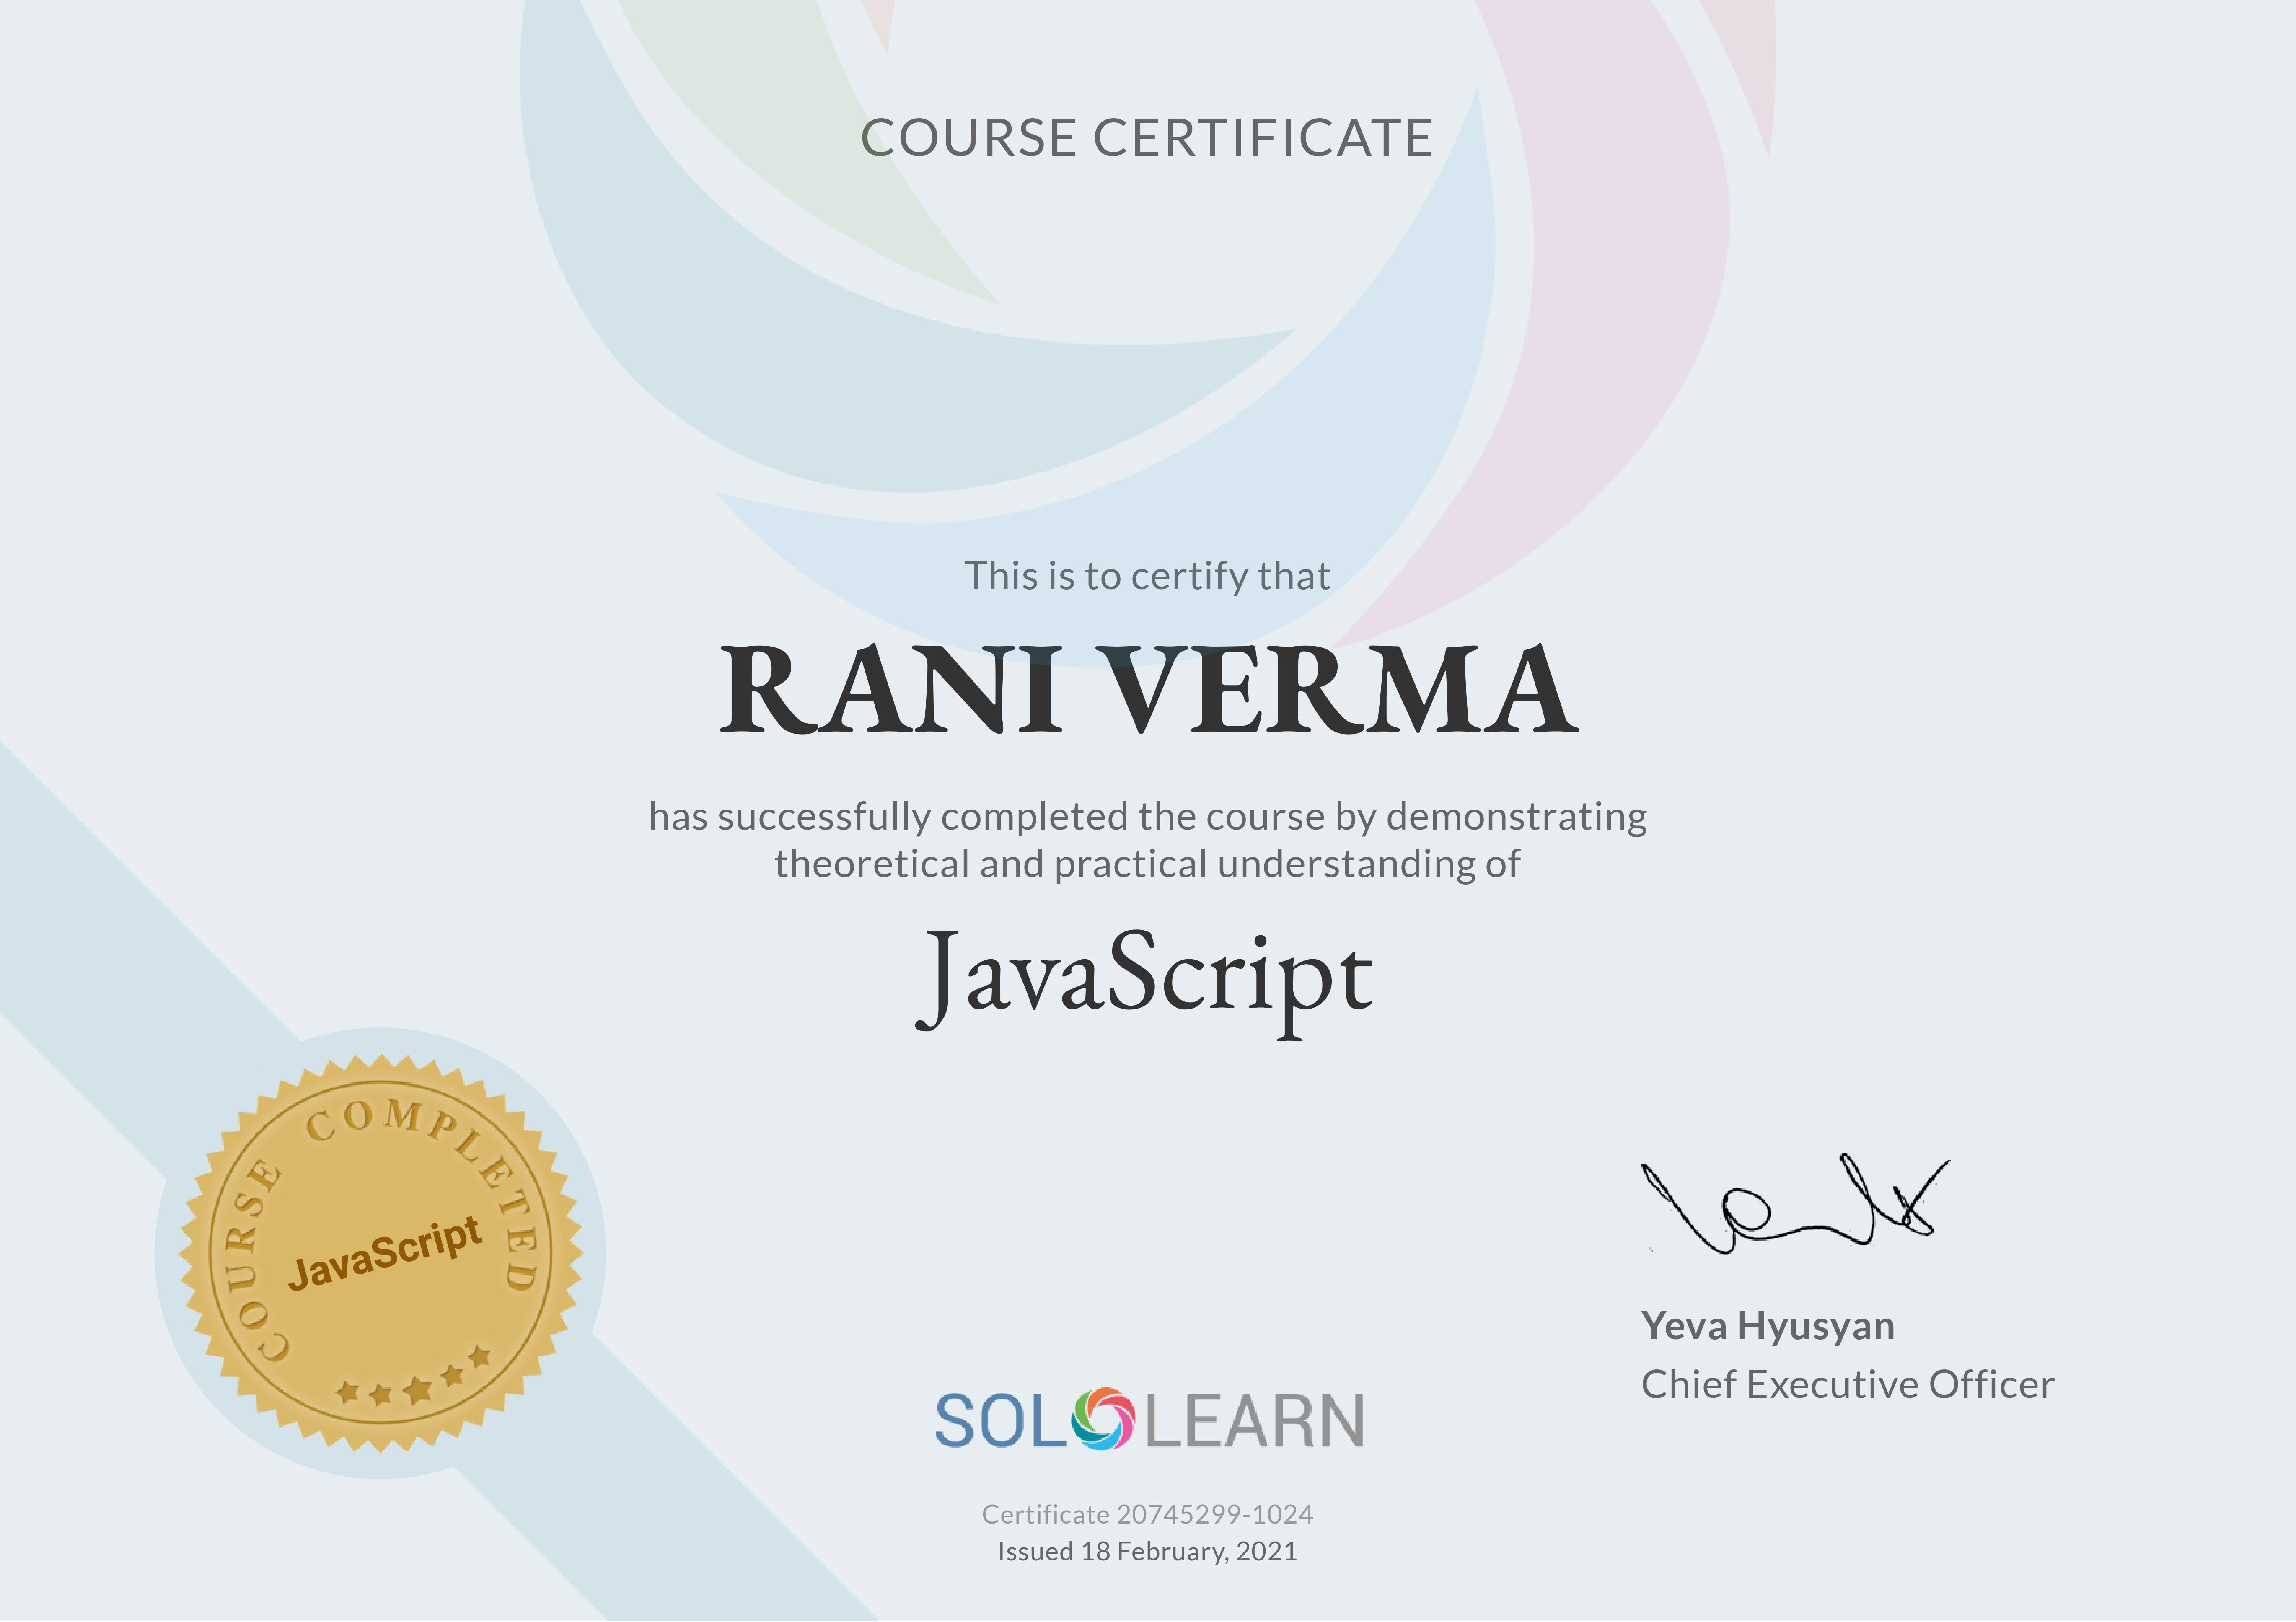 COURSE CERTIFICATE
This is to certify that
RANI VERMA
has successfully completed the course by demonstrating
theoretical and practical understanding of
JavaScript
COURSE COMPLETED
JavaScript
Yeva Hyusyan
Chief Executive Officer
SOLOLEARN
Certificate 20745299-1024
Issued 18 February, 2021